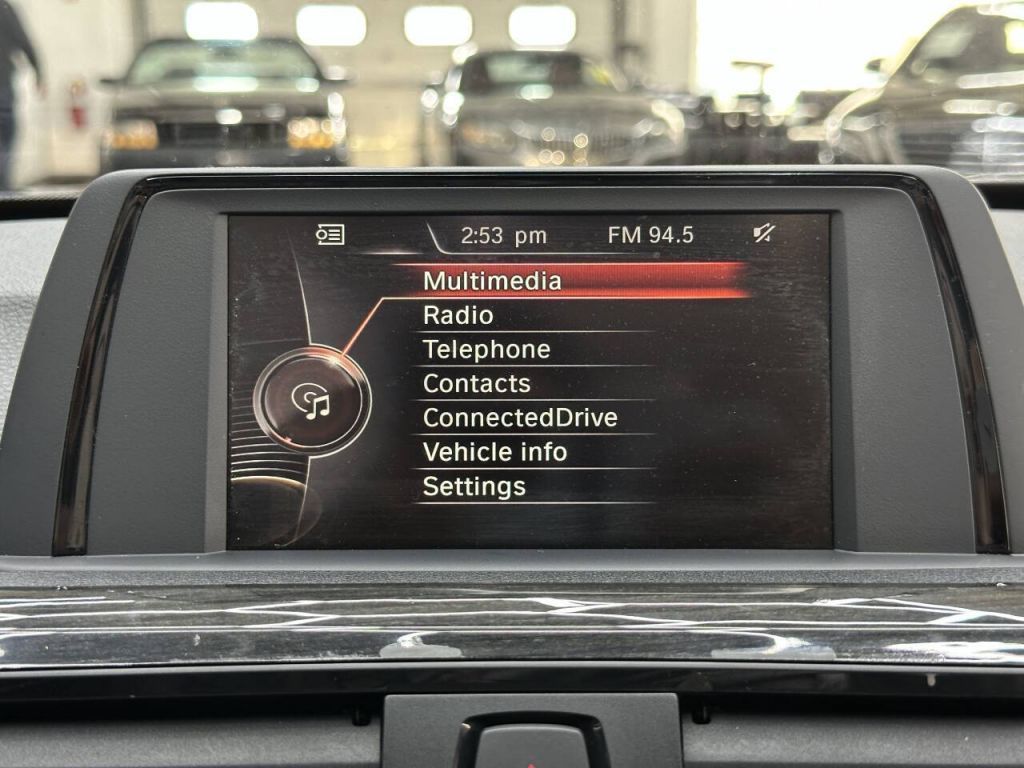 2:53 pm FM 94.5
Multimedia
Radio
Telephone
Contacts
ConnectedDrive
Vehicle info
Settings